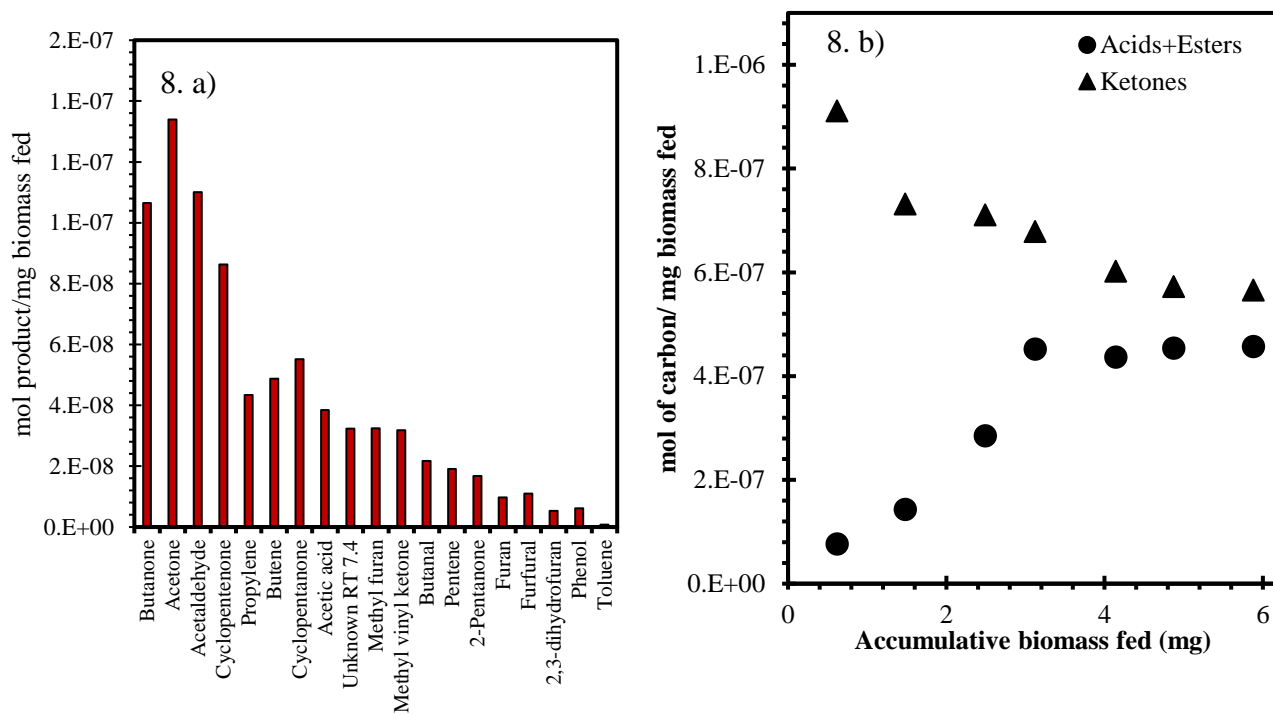 8. a)
mol product/mg biomass fed
2.E-07
1.E-07
1.E-07
1.E-07
8.E-08
6.E-08
4.E-08
2.E-08
0.E+00
Butanone
Acetone
Acetaldehyde
Cyclopentenone
Propylene
Butene
Cyclopentanone
Acetic acid
Unknown RT 7.4
Methyl furan
Methyl vinyl ketone
Butanal
Pentene
2-Pentanone
Furan
Furfural
2,3-dihydrofuran
Phenol
Toluene
8. b)
Acids+Esters
Ketones
mol of carbon/ mg biomass fed
1.E-06
8.E-07
6.E-07
4.E-07
2.E-07
0.E+00
0
2
4
6
Accumulative biomass fed (mg)